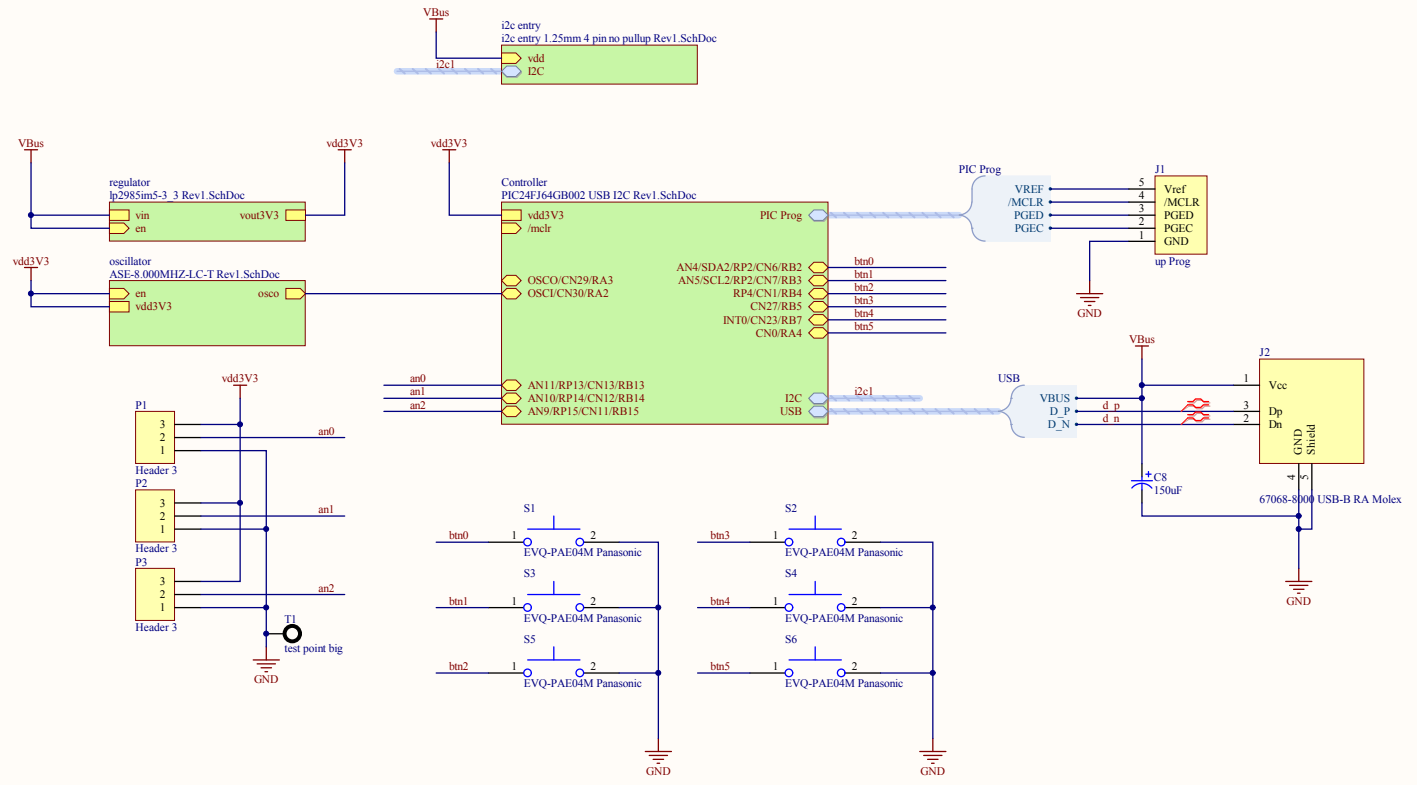 VBus
i2c entry
i2c entry 1.25mm 4 pin no pullup Rev1.SchDoc
vdd
i2c1
I2C
VBus
vdd3V3
regulator
lp2985im5-3_3 Rev1.SchDoc
vin
vout3V3
en
vdd3V3
oscillator
ASE-8.000MHZ-LC-T Rev1.SchDoc
en
osco
vdd3V3
vdd3V3
Controller
PIC24FJ64GB002 USB I2C Rev1.SchDoc
vdd3V3
PIC Prog
/mclr
AN4/SDA2/RP2/CN6/RB2
btn0
OSCO/CN29/RA3
AN5/SCL2/RP2/CN7/RB3
btn1
OSCI/CN30/RA2
RP4/CN1/RB4
btn2
CN27/RB5
btn3
INT0/CN23/RB7
btn4
CN0/RA4
btn5
an0
AN11/RP13/CN13/RB13
an1
AN10/RP14/CN12/RB14
I2C
i2c1
an2
AN9/RP15/CN11/RB15
USB
PIC Prog
J1
VREF
5
Vref
/MCLR
4
/MCLR
PGED
3
PGED
PGEC
2
PGEC
1
GND
up Prog
GND
VBus
J2
USB
VBUS
1
Vcc
D_P
d_p
3
Dp
D_N
d_n
2
Dn
GND
Shield
4
5
C8
+
150uF
67068-8000 USB-B RA Molex
GND
vdd3V3
P1
3
2
an0
1
Header 3
P2
3
2
an1
1
Header 3
P3
3
2
an2
1
Header 3
T1
test point big
GND
S1
btn0
1
2
EVQ-PAE04M Panasonic
S3
btn1
1
2
EVQ-PAE04M Panasonic
S5
btn2
1
2
EVQ-PAE04M Panasonic
GND
S2
btn3
1
2
EVQ-PAE04M Panasonic
S4
btn4
1
2
EVQ-PAE04M Panasonic
S6
btn5
1
2
EVQ-PAE04M Panasonic
GND